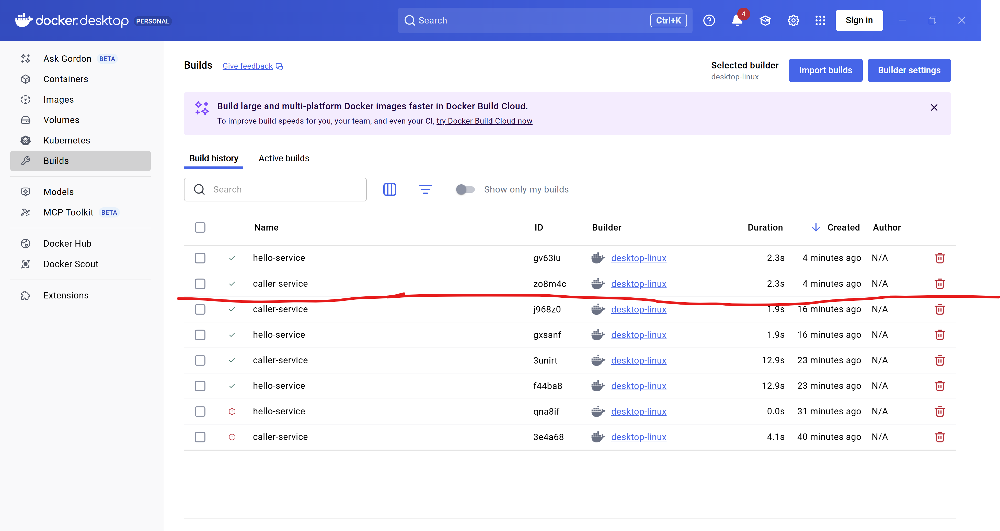 docker.desktop PERSONAL
Search Ctrl+K
4
Sign in
Ask Gordon BETA
Containers
Images
Volumes
Kubernetes
Builds
Models
MCP Toolkit BETA
Docker Hub
Docker Scout
Extensions
Builds Give feedback
Selected builder
desktop-linux
Import builds
Builder settings
Build large and multi-platform Docker images faster in Docker Build Cloud.
To improve build speeds for you, your team, and even your CI, try Docker Build Cloud now
Build history Active builds
Search
Show only my builds
Name ID Builder Duration Created Author
hello-service gv63iu desktop-linux 2.3s 4 minutes ago N/A
caller-service zo8m4c desktop-linux 2.3s 4 minutes ago N/A
caller-service j968z0 desktop-linux 1.9s 16 minutes ago N/A
hello-service gxsanf desktop-linux 1.9s 16 minutes ago N/A
caller-service 3unirt desktop-linux 12.9s 23 minutes ago N/A
hello-service f44ba8 desktop-linux 12.9s 23 minutes ago N/A
hello-service qna8if desktop-linux 0.0s 31 minutes ago N/A
caller-service 3e4a68 desktop-linux 4.1s 40 minutes ago N/A